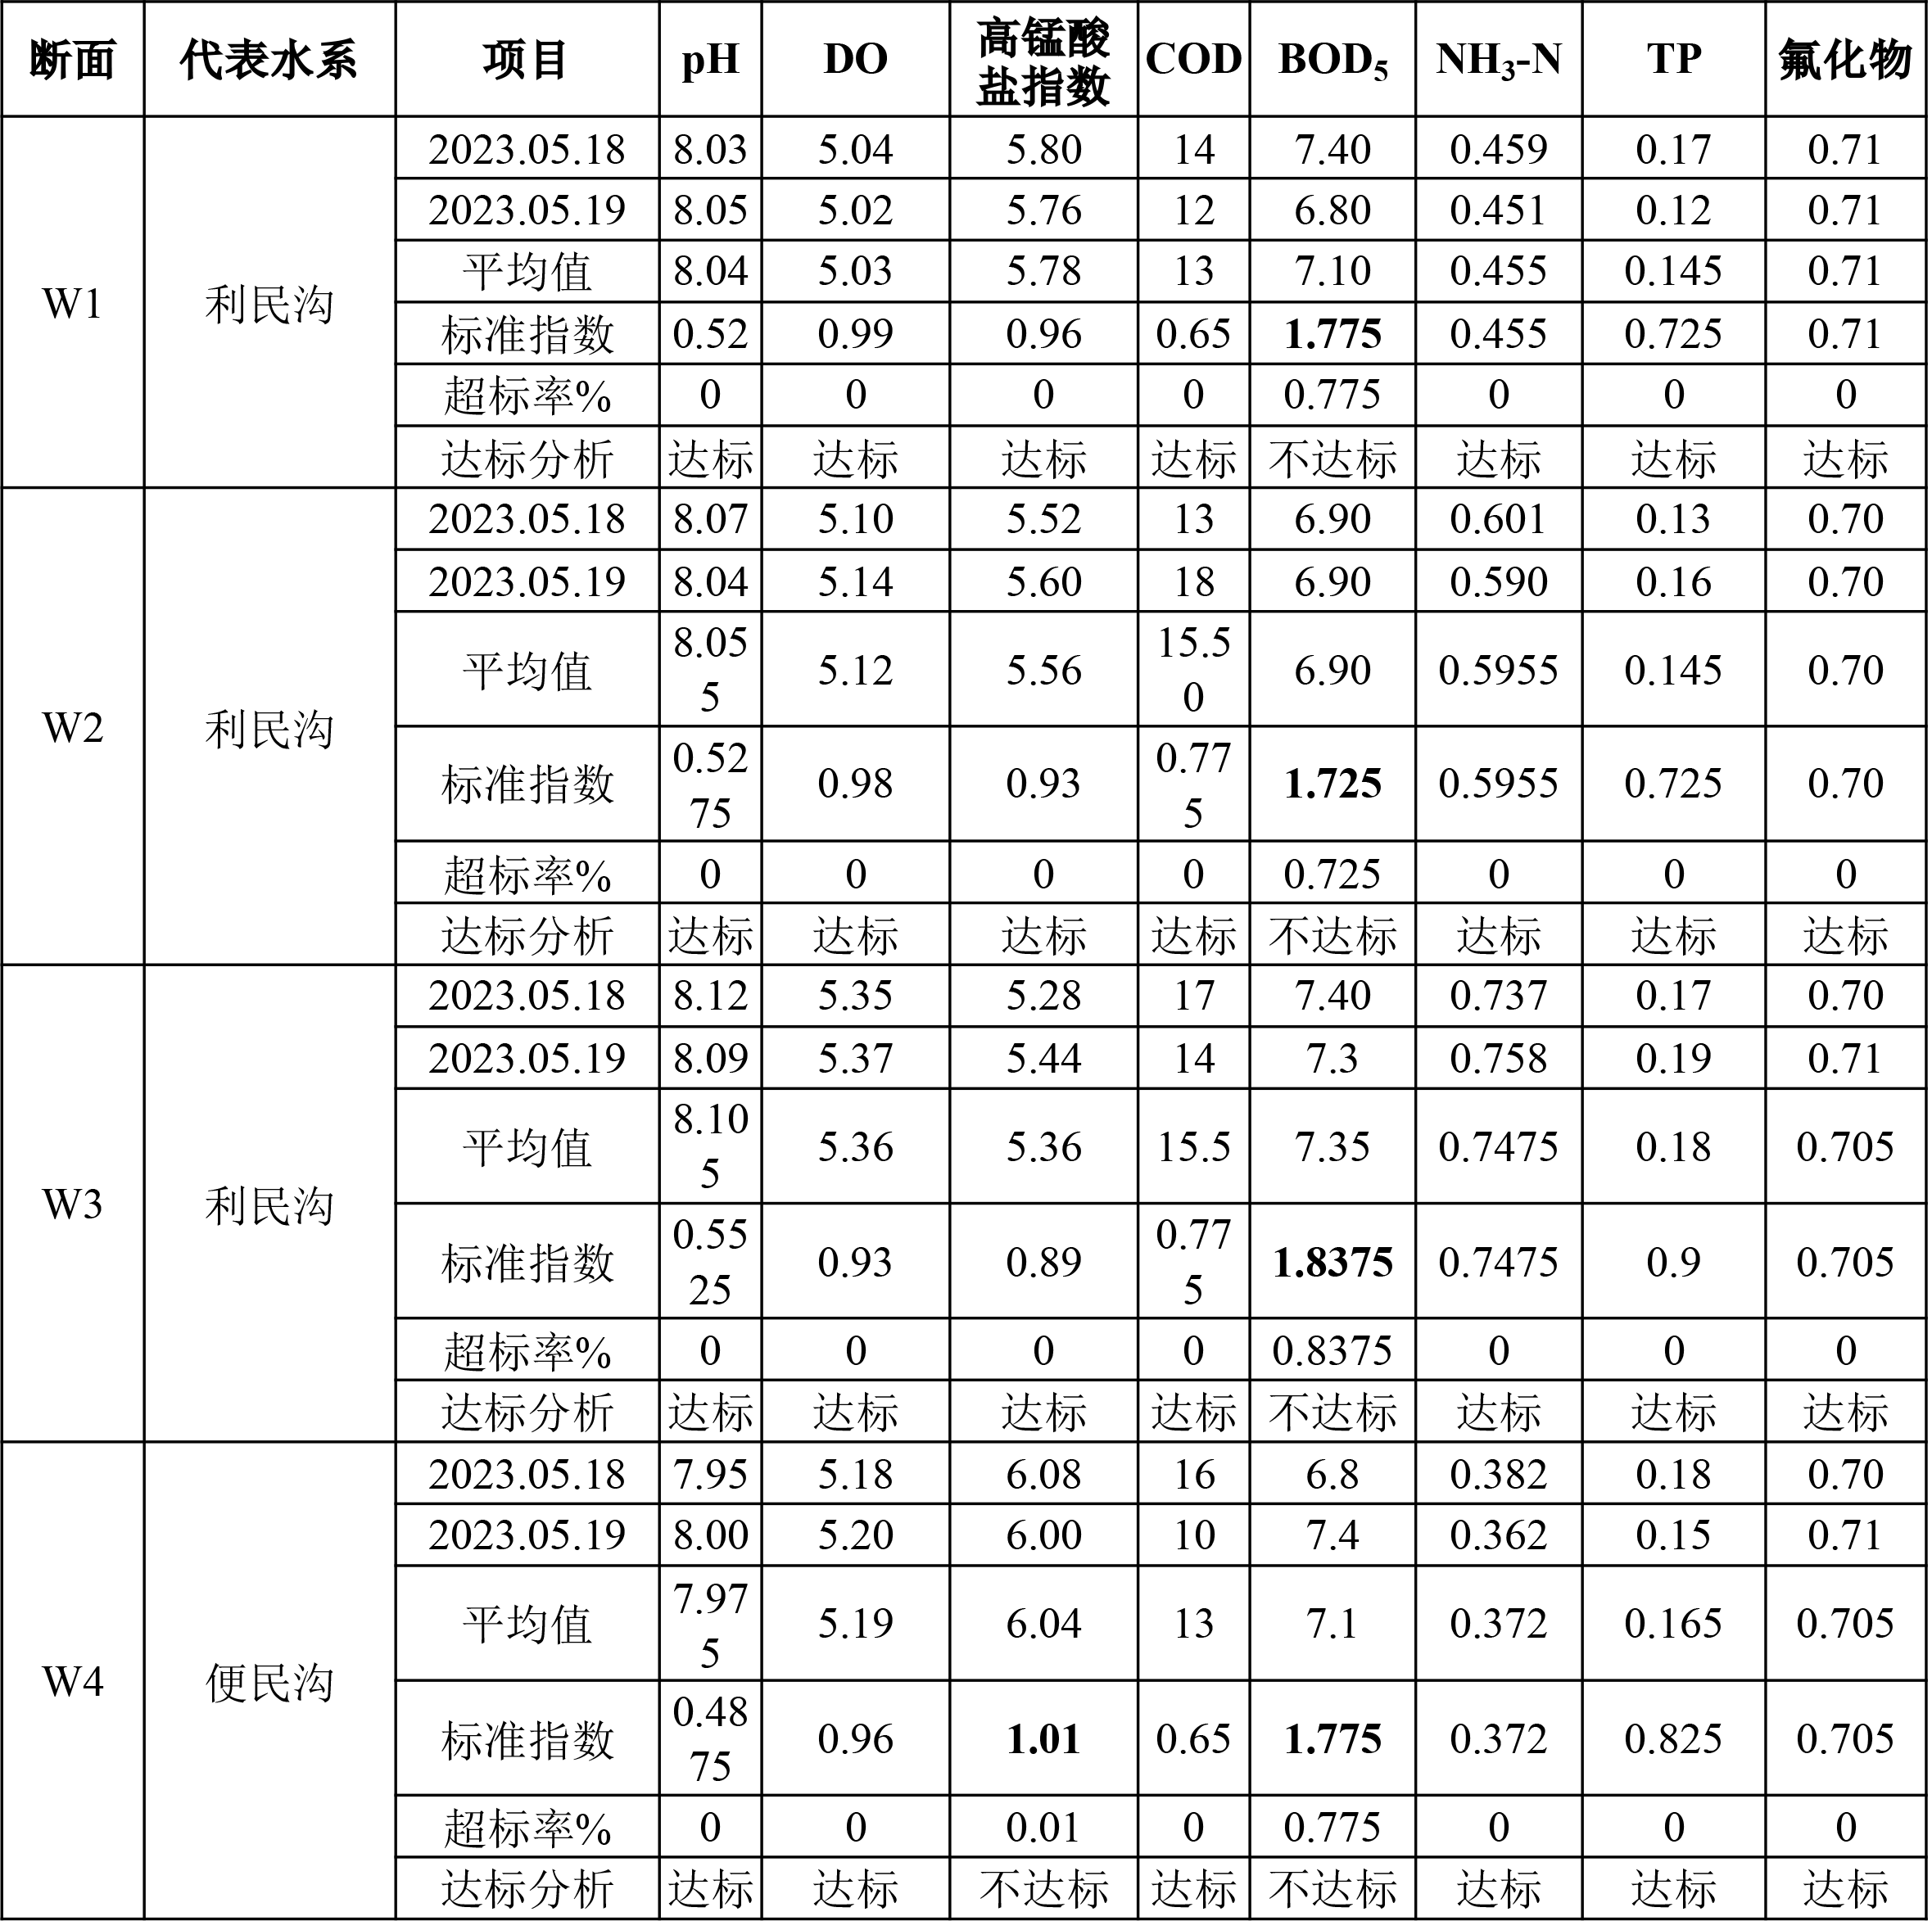 断面 代表水系 项目 pH DO 高锰酸盐指数 COD BOD5 NH3-N TP 氟化物
W1 利民沟 2023.05.18 8.03 5.04 5.80 14 7.40 0.459 0.17 0.71
2023.05.19 8.05 5.02 5.76 12 6.80 0.451 0.12 0.71
平均值 8.04 5.03 5.78 13 7.10 0.455 0.145 0.71
标准指数 0.52 0.99 0.96 0.65 1.775 0.455 0.725 0.71
超标率% 0 0 0 0 0.775 0 0 0
达标分析 达标 达标 达标 达标 不达标 达标 达标 达标
W2 利民沟 2023.05.18 8.07 5.10 5.52 13 6.90 0.601 0.13 0.70
2023.05.19 8.04 5.14 5.60 18 6.90 0.590 0.16 0.70
平均值 8.055 5.12 5.56 15.50 6.90 0.5955 0.145 0.70
标准指数 0.5275 0.98 0.93 0.775 1.725 0.5955 0.725 0.70
超标率% 0 0 0 0 0.725 0 0 0
达标分析 达标 达标 达标 达标 不达标 达标 达标 达标
W3 利民沟 2023.05.18 8.12 5.35 5.28 17 7.40 0.737 0.17 0.70
2023.05.19 8.09 5.37 5.44 14 7.3 0.758 0.19 0.71
平均值 8.105 5.36 5.36 15.5 7.35 0.7475 0.18 0.705
标准指数 0.5525 0.93 0.89 0.775 1.8375 0.7475 0.9 0.705
超标率% 0 0 0 0 0.8375 0 0 0
达标分析 达标 达标 达标 达标 不达标 达标 达标 达标
W4 便民沟 2023.05.18 7.95 5.18 6.08 16 6.8 0.382 0.18 0.70
2023.05.19 8.00 5.20 6.00 10 7.4 0.362 0.15 0.71
平均值 7.975 5.19 6.04 13 7.1 0.372 0.165 0.705
标准指数 0.4875 0.96 1.01 0.65 1.775 0.372 0.825 0.705
超标率% 0 0 0.01 0 0.775 0 0 0
达标分析 达标 达标 不达标 达标 不达标 达标 达标 达标